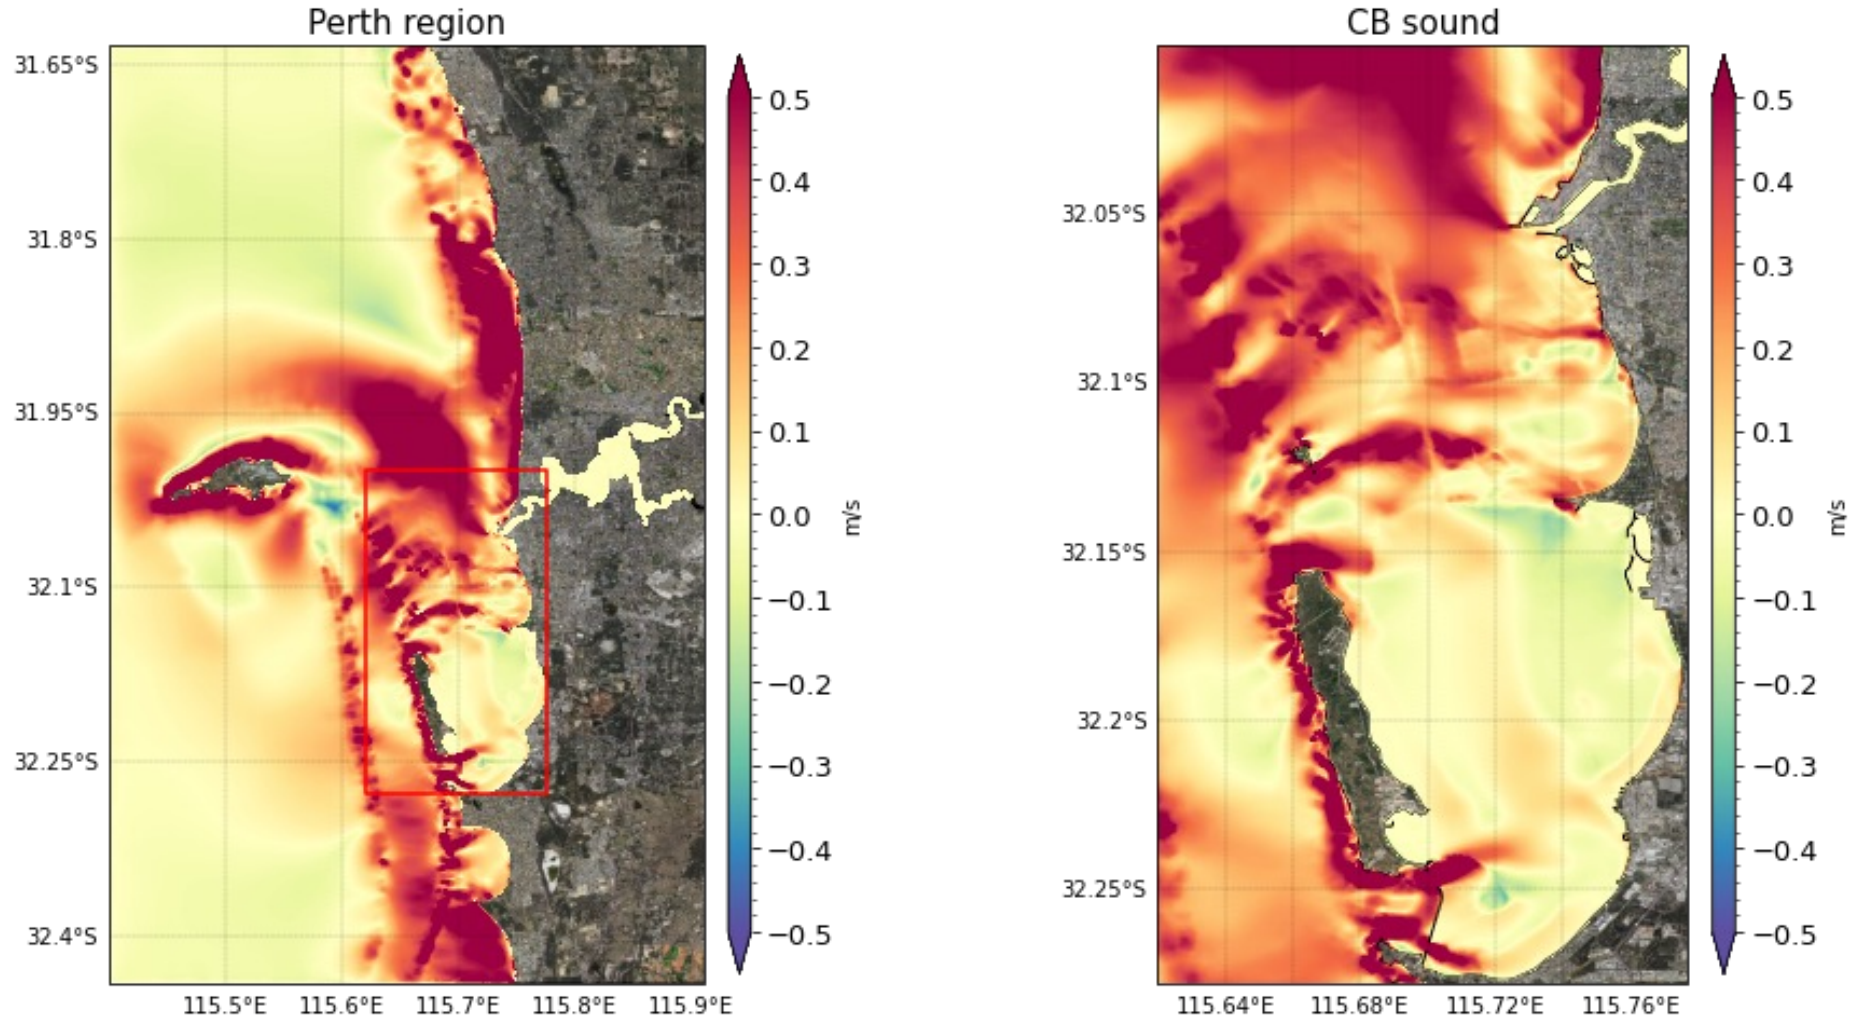 Perth region
31.65°S
31.8°S
31.95°S
32.1°S
32.25°S
32.4°S
115.5°E 115.6°E 115.7°E 115.8°E 115.9°E
0.5
0.4
0.3
0.2
0.1
0.0
−0.1
−0.2
−0.3
−0.4
−0.5
m/s
CB sound
32.05°S
32.1°S
32.15°S
32.2°S
32.25°S
115.64°E 115.68°E 115.72°E 115.76°E
0.5
0.4
0.3
0.2
0.1
0.0
−0.1
−0.2
−0.3
−0.4
−0.5
m/s